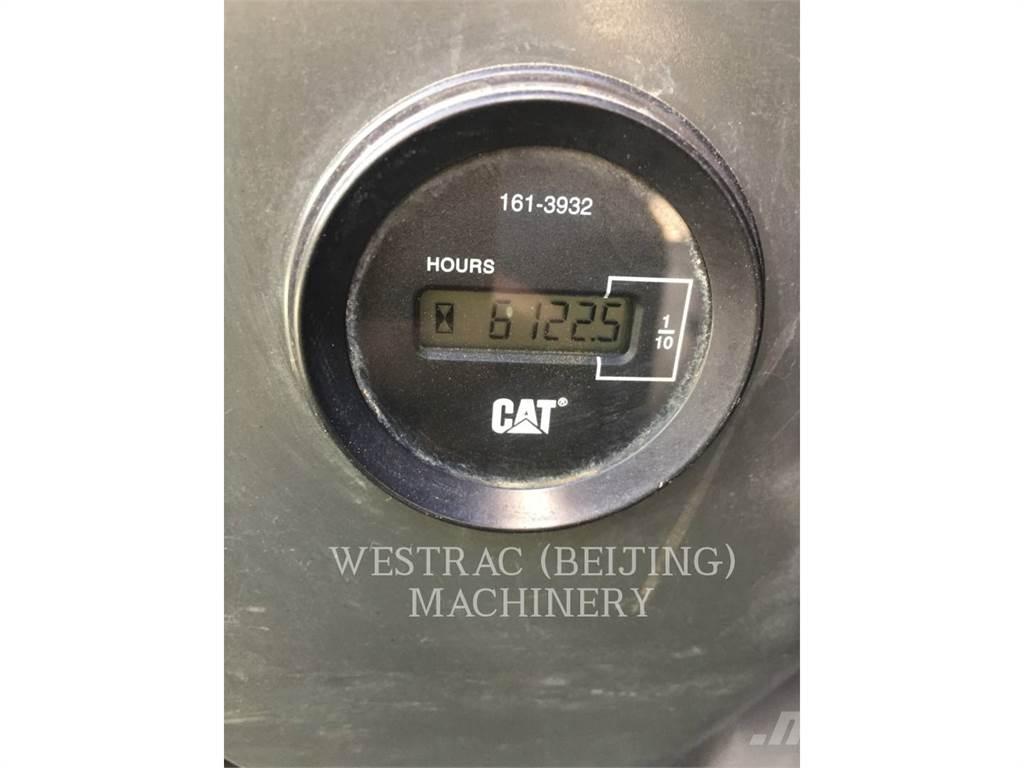 161-3932
HOURS
6122.5
1
10
CAT®
WESTRAC (BEIJING)
MACHINERY